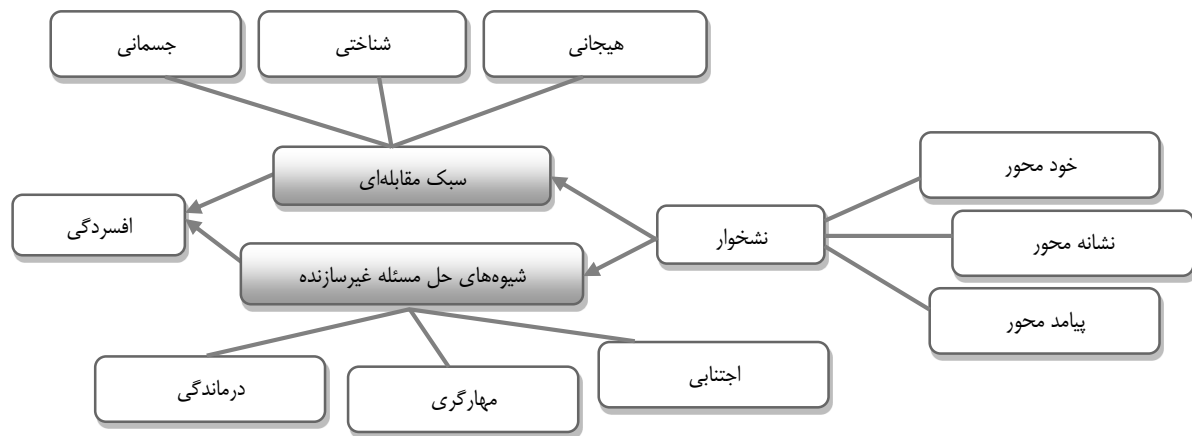 هیجانی
شناختی
جسمانی
سبک مقابله‌ای
خود محور
نشخوار
نشانه محور
افسردگی
شیوه‌های حل مسئله غیرسازنده
پیامد محور
اجتنابی
مهارگری
درماندگی